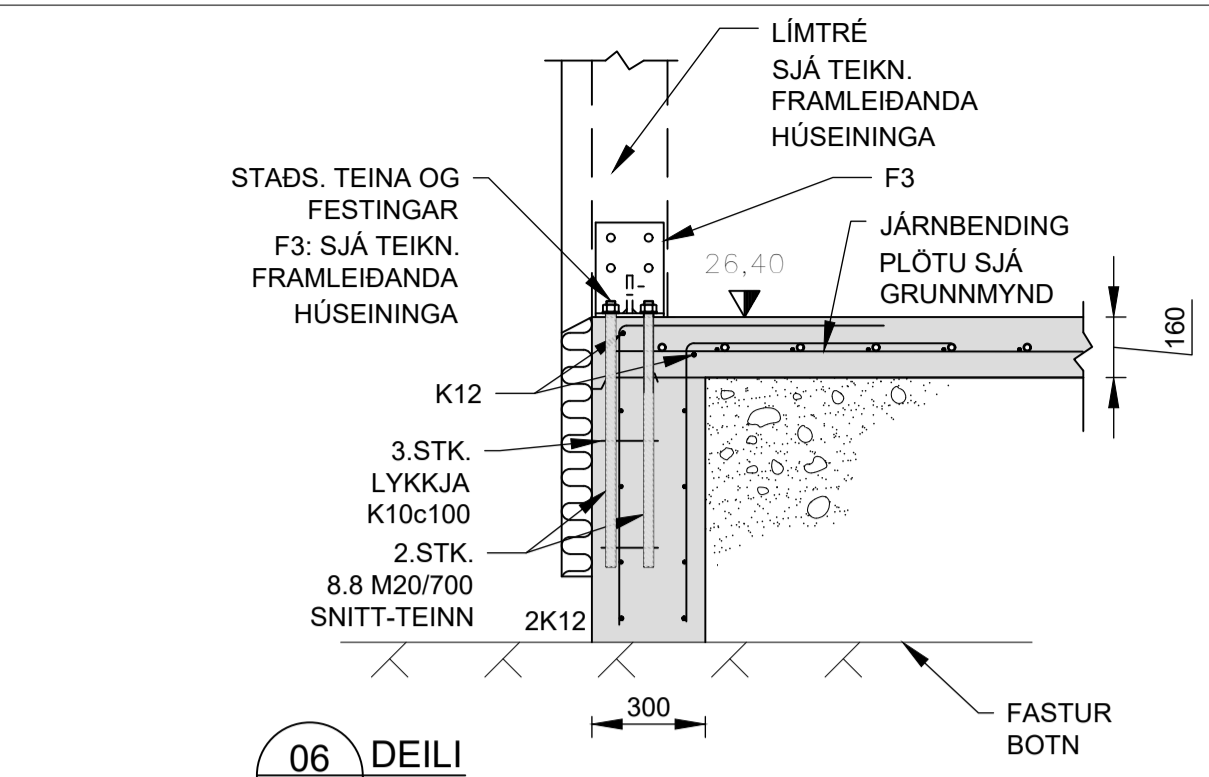 LÍMTRÉ
SJÁ TEIKN.
FRAMLEIÐANDA
HÚSEININGA
STAÐS. TEINA OG
FESTINGAR
F3: SJÁ TEIKN.
FRAMLEIÐANDA
HÚSEININGA
F3
JÁRNBENDING
PLÖTU SJÁ
GRUNNMYND
26,40
160
K12
3.STK.
LYKKJA
K10c100
2.STK.
8.8 M20/700
SNITT-TEINN
2K12
300
FASTUR
BOTN
06
DEILI